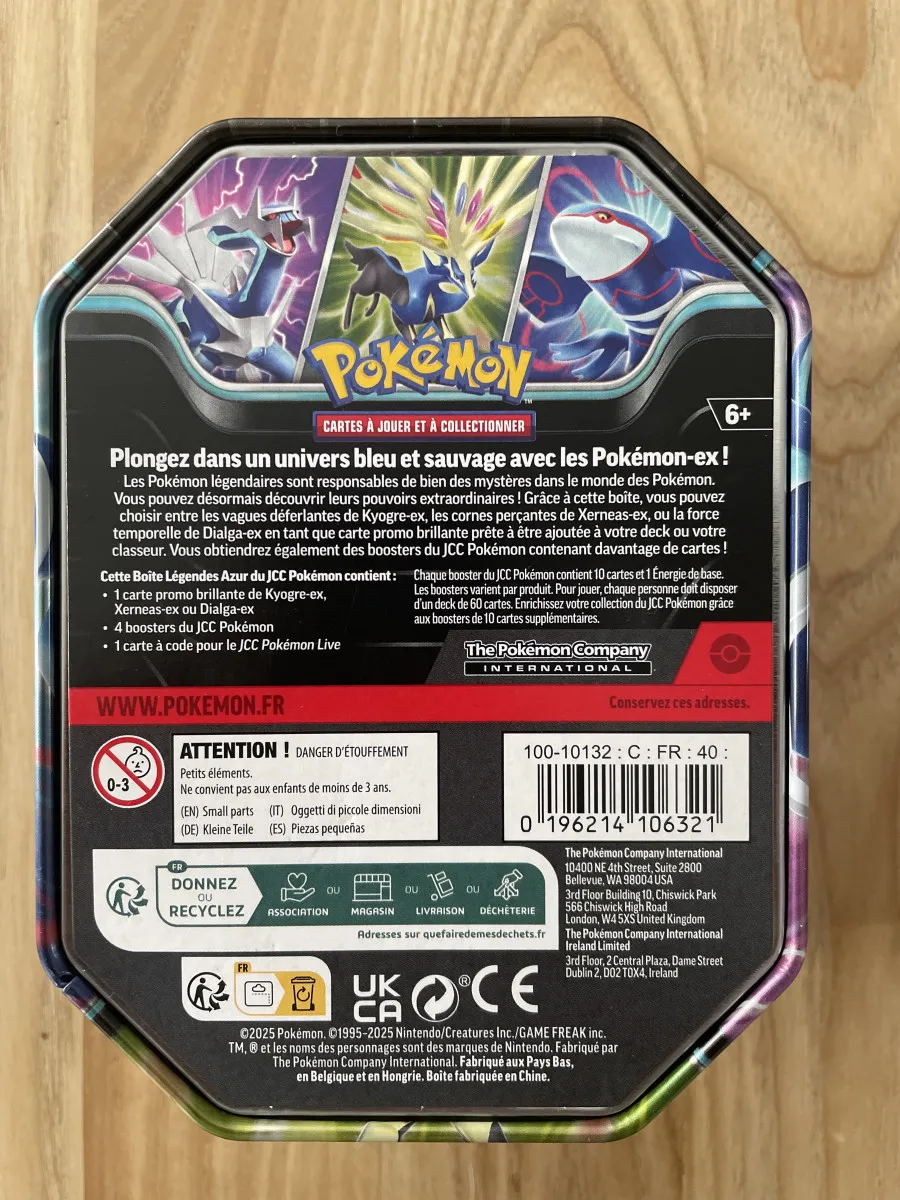 POKéMON
™
CARTES À JOUER ET À COLLECTIONNER
6+
Plongez dans un univers bleu et sauvage avec les Pokémon-ex !
Les Pokémon légendaires sont responsables de bien des mystères dans le monde des Pokémon.
Vous pouvez désormais découvrir leurs pouvoirs extraordinaires ! Grâce à cette boîte, vous pouvez
choisir entre les vagues déferlantes de Kyogre-ex, les cornes perçantes de Xerneas-ex, ou la force
temporelle de Dialga-ex en tant que carte promo brillante prête à être ajoutée à votre deck ou votre
classeur. Vous obtiendrez également des boosters du JCC Pokémon contenant davantage de cartes !
Cette Boîte Légendes Azur du JCC Pokémon contient :
• 1 carte promo brillante de Kyogre-ex,
Xerneas-ex ou Dialga-ex
• 4 boosters du JCC Pokémon
• 1 carte à code pour le JCC Pokémon Live
Chaque booster du JCC Pokémon contient 10 cartes et 1 Énergie de base.
Les boosters varient par produit. Pour jouer, chaque personne doit disposer
d'un deck de 60 cartes. Enrichissez votre collection du JCC Pokémon grâce
aux boosters de 10 cartes supplémentaires.
The Pokémon Company
INTERNATIONAL
WWW.POKEMON.FR
Conservez ces adresses.
0-3
ATTENTION ! DANGER D'ÉTOUFFEMENT
Petits éléments.
Ne convient pas aux enfants de moins de 3 ans.
(EN) Small parts (IT) Oggetti di piccole dimensioni
(DE) Kleine Teile (ES) Piezas pequeñas
100-10132 : C : FR : 40 :
0 196214 106321
FR
DONNEZ
OU
RECYCLEZ
ASSOCIATION
OU
MAGASIN
OU
LIVRAISON
OU
DÉCHÈTERIE
Adresses sur quefairedemesdechets.fr
The Pokémon Company International
10400 NE 4th Street, Suite 2800
Bellevue, WA 98004 USA
3rd Floor Building 10, Chiswick Park
566 Chiswick High Road
London, W4 5XS United Kingdom
The Pokémon Company International
Ireland Limited
3rd Floor, 2 Central Plaza, Dame Street
Dublin 2, D02 T0X4, Ireland
FR
UK
CA
®
CE
©2025 Pokémon. ©1995-2025 Nintendo/Creatures Inc./GAME FREAK inc.
TM, ® et les noms des personnages sont des marques de Nintendo. Fabriqué par
The Pokémon Company International. Fabriqué aux Pays Bas,
en Belgique et en Hongrie. Boîte fabriquée en Chine.